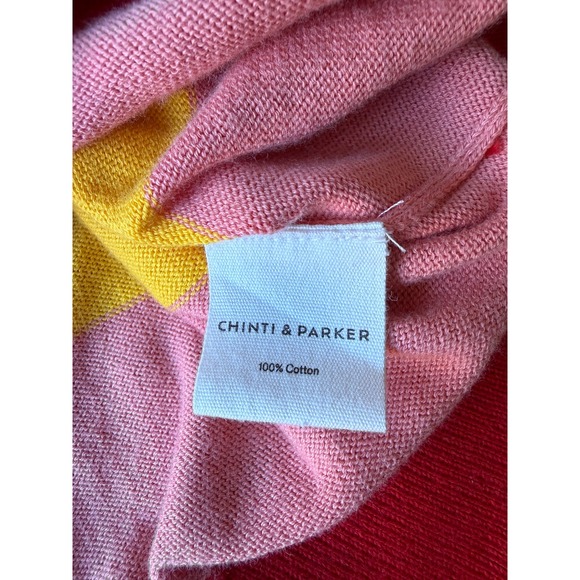 CHINTI & PARKER
100% Cotton